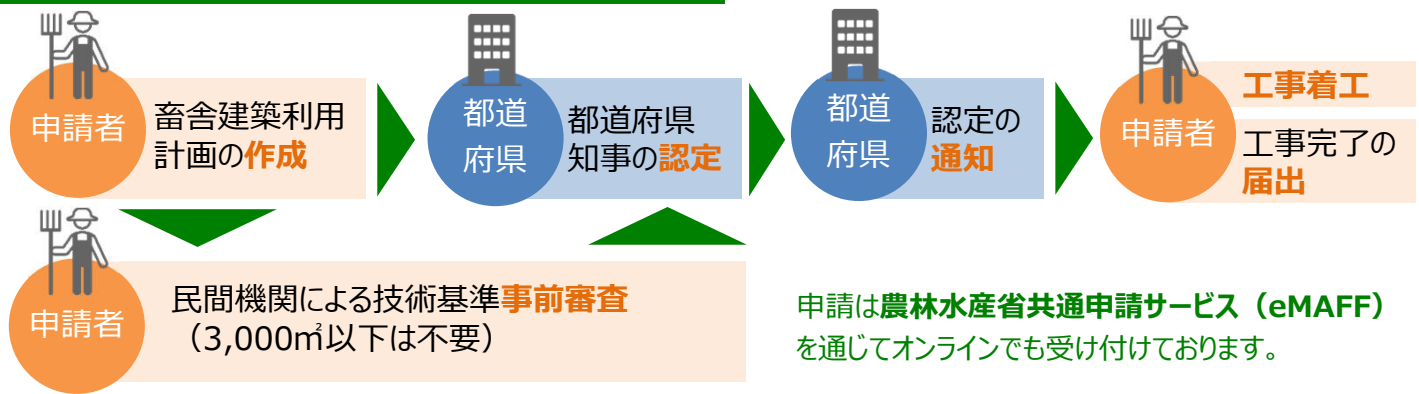 申請者
畜舎建築利用
計画の作成
都道
府県
都道府県
知事の認定
都道
府県
認定の
通知
申請者
工事着工
工事完了の
届出
申請者
民間機関による技術基準事前審査
（3,000㎡以下は不要）
申請は農林水産省共通申請サービス（eMAFF）
を通じてオンラインでも受け付けております。